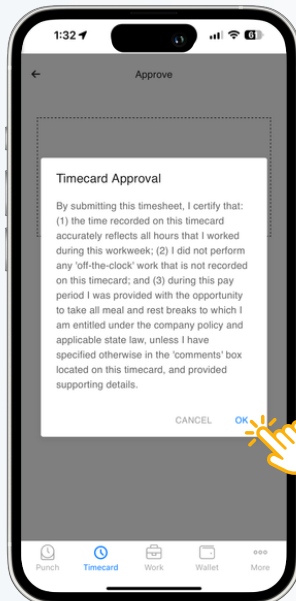 1:32
61
Approve
Timecard Approval
By submitting this timesheet, I certify that:
(1) the time recorded on this timecard
accurately reflects all hours that I worked
during this workweek; (2) I did not perform
any 'off-the-clock' work that is not recorded
on this timecard; and (3) during this pay
period I was provided with the opportunity
to take all meal and rest breaks to which I
am entitled under the company policy and
applicable state law, unless I have
specified otherwise in the 'comments' box
located on this timecard, and provided
supporting details.
CANCEL OK
Punch Timecard Work Wallet More